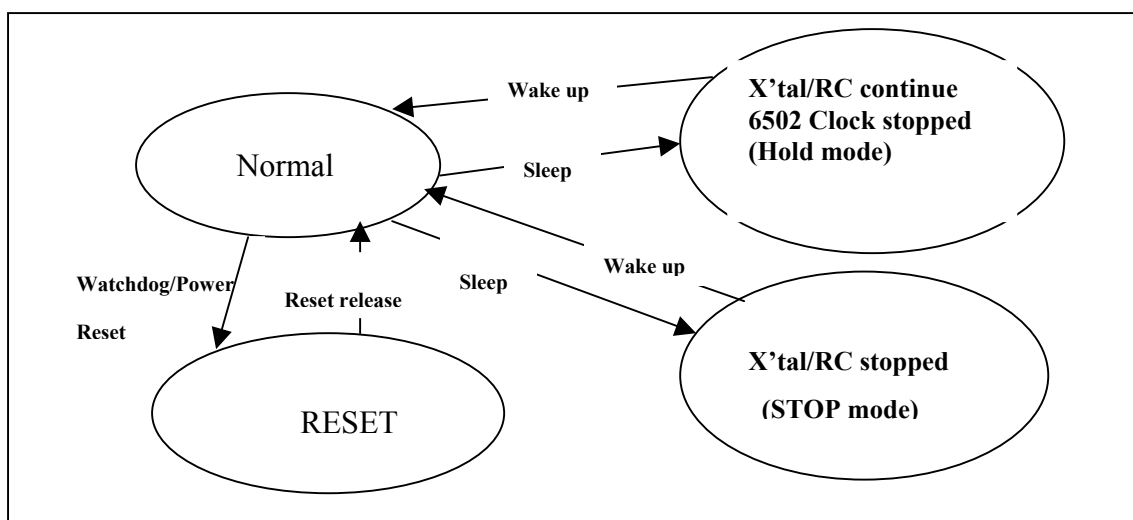 Wake up
X'tal/RC continue
6502 Clock stopped
(Hold mode)
Normal
Sleep
Wake up
Watchdog/Power
Reset
Reset release
Sleep
X'tal/RC stopped
(STOP mode)
RESET